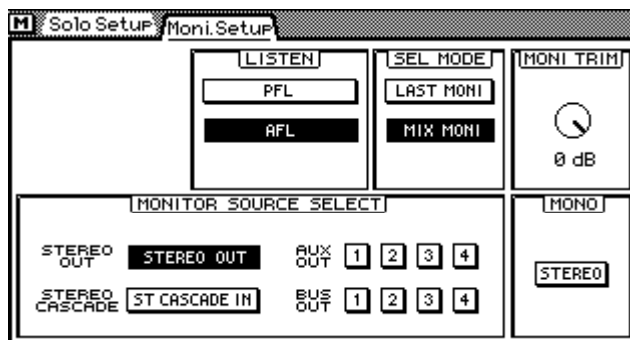 M Solo Setup Moni.Setup
LISTEN SEL MODE MONI TRIM
PFL LAST MONI
AFL MIX MONI
0 dB
MONITOR SOURCE SELECT MONO
STEREO OUT STEREO OUT AUX OUT 1 2 3 4
STEREO
STEREO CASCADE ST CASCADE IN BUS OUT 1 2 3 4